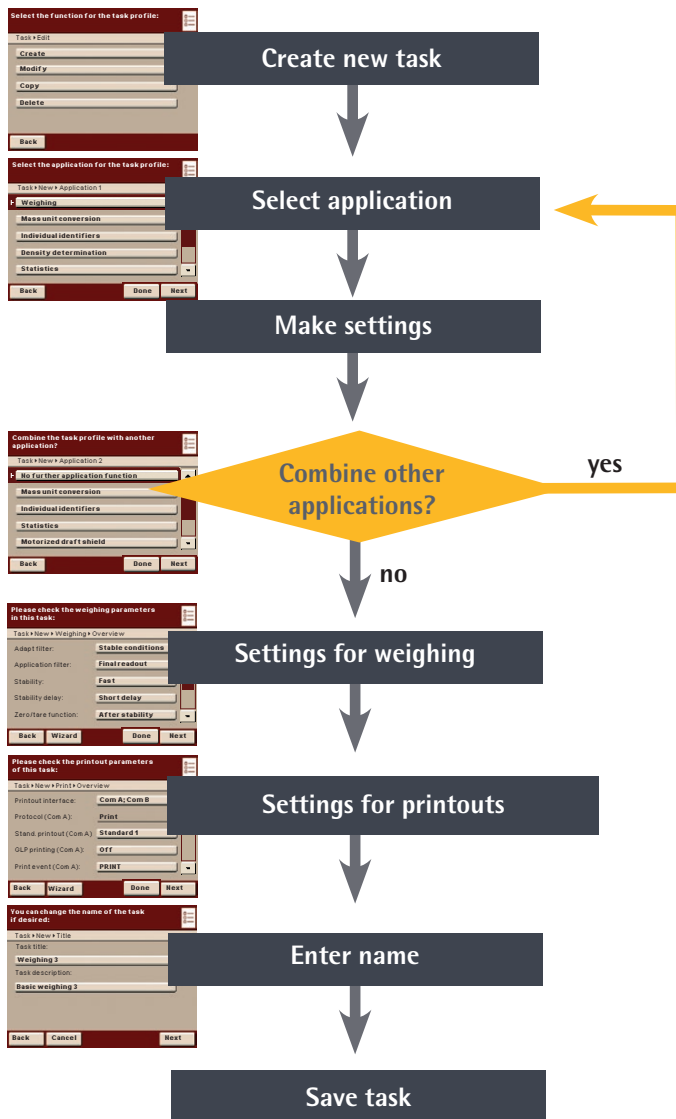 Select the function for the task profile:
Task Edit
Create
Modify
Copy
Delete
Back
Create new task
Select the application for the task profile:
Task New Application 1
Weighing
Mass unit conversion
Individual identifiers
Density determination
Statistics
Back Done Next
Select application
Make settings
Combine the task profile with another
application?
Task New Application 2
No further application function
Mass unit conversion
Individual identifiers
Statistics
Motorized draft shield
Back Done Next
Combine other
applications?
yes
no
Please check the weighing parameters
in this task:
Task New Weighing Overview
Adapt filter: Stable conditions
Application filter: Final readout
Stability: Fast
Stability delay: Short delay
Zero/tare function: After stability
Back Wizard Done Next
Settings for weighing
Please check the printout parameters
of this task:
Task New Print Overview
Printout interface: Com A; Com B
Protocol (Com A): Print
Stand. printout (Com A) Standard 1
GLP printing (Com A): Off
Print event (Com A): PRINT
Back Wizard Done Next
Settings for printouts
You can change the name of the task
if desired:
Task New Title
Task title:
Weighing 3
Task description:
Basic weighing 3
Back Cancel Next
Enter name
Save task